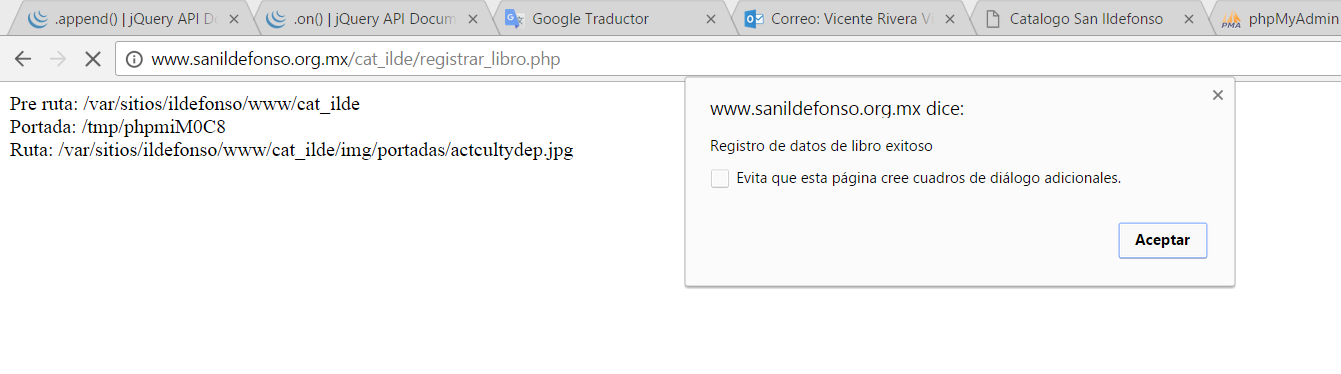 .append() | jQuery API Do
.on() | jQuery API Docum
Google Traductor
Correo: Vicente Rivera Vi
Catalogo San Ildefonso
PMA phpMyAdmin
www.sanildefonso.org.mx/cat_ilde/registrar_libro.php
Pre ruta: /var/sitios/ildefonso/www/cat_ilde
Portada: /tmp/phpmiM0C8
Ruta: /var/sitios/ildefonso/www/cat_ilde/img/portadas/actcultydep.jpg
www.sanildefonso.org.mx dice:
Registro de datos de libro exitoso
Evita que esta página cree cuadros de diálogo adicionales.
Aceptar